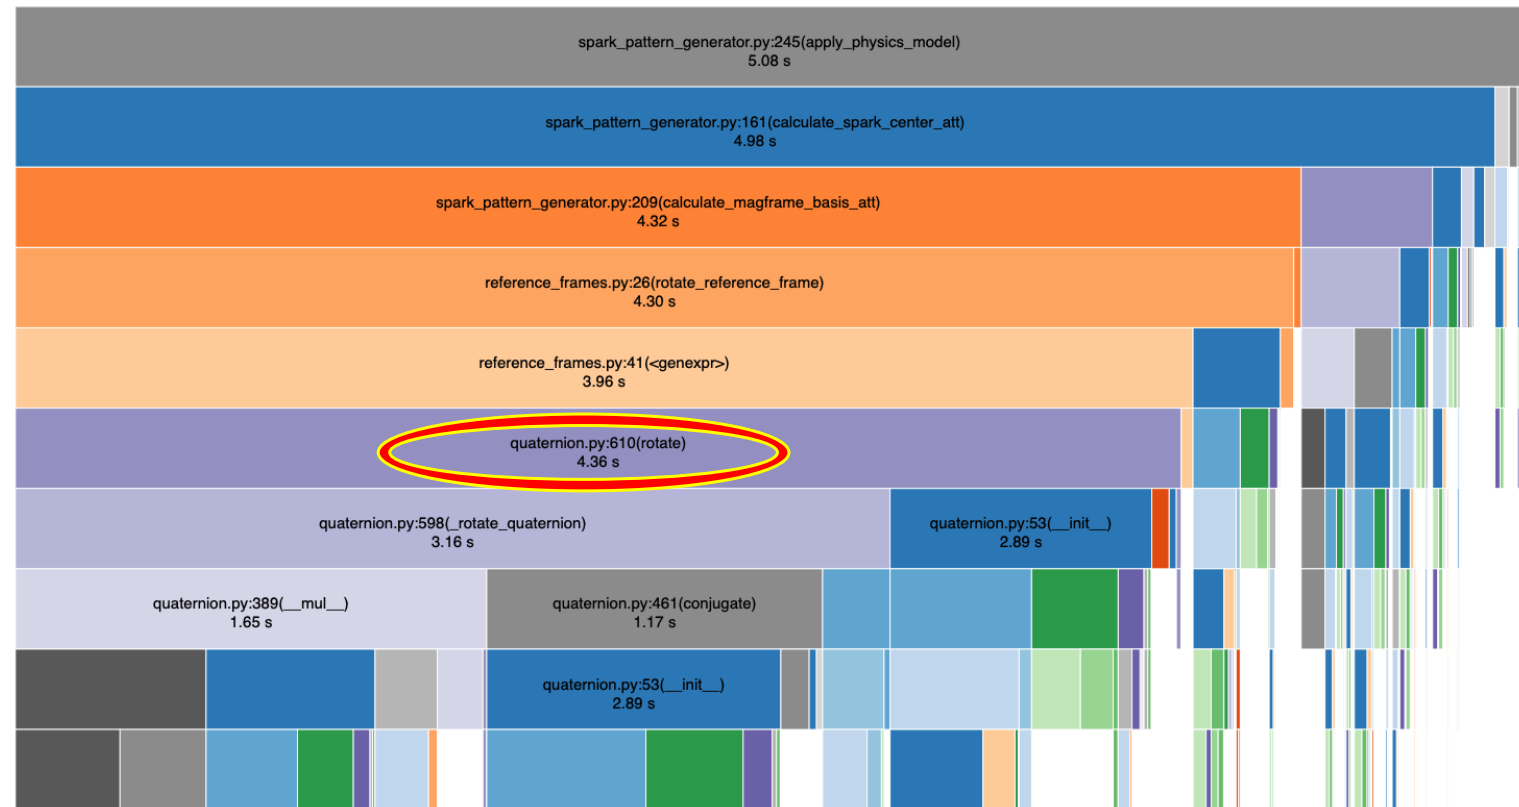 spark_pattern_generator.py:245(apply_physics_model)
5.08 s
spark_pattern_generator.py:161(calculate_spark_center_att)
4.98 s
spark_pattern_generator.py:209(calculate_magframe_basis_att)
4.32 s
reference_frames.py:26(rotate_reference_frame)
4.30 s
reference_frames.py:41(<genexpr>)
3.96 s
quaternion.py:610(rotate)
4.36 s
quaternion.py:598(_rotate_quaternion)
3.16 s
quaternion.py:53(__init__)
2.89 s
quaternion.py:389(__mul__)
1.65 s
quaternion.py:461(conjugate)
1.17 s
quaternion.py:53(__init__)
2.89 s